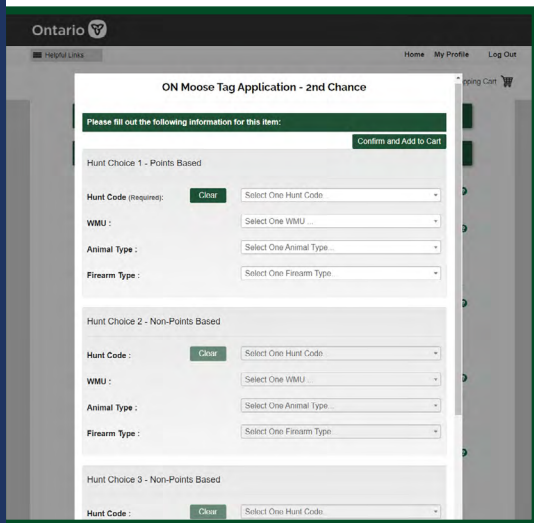 Ontario
Helpful Links
Home My Profile Log Out
pping Cart
ON Moose Tag Application - 2nd Chance
Please fill out the following information for this item:
Confirm and Add to Cart
Hunt Choice 1 - Points Based
Hunt Code (Required): Clear Select One Hunt Code
WMU : Select One WMU ...
Animal Type : Select One Animal Type...
Firearm Type : Select One Firearm Type...
Hunt Choice 2 - Non-Points Based
Hunt Code : Clear Select One Hunt Code
WMU : Select One WMU ...
Animal Type : Select One Animal Type...
Firearm Type : Select One Firearm Type
Hunt Choice 3 - Non-Points Based
Hunt Code : Clear Select One Hunt Code..